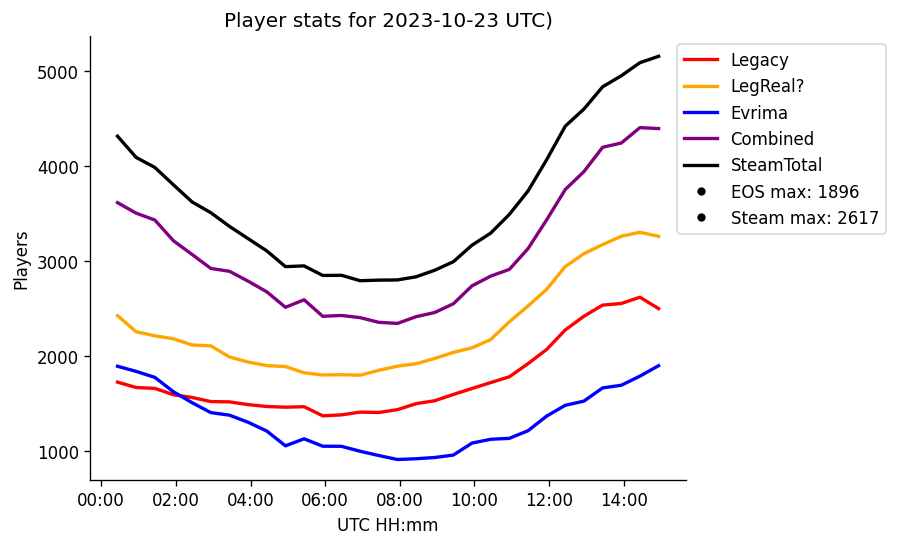 Player stats for 2023-10-23 UTC)
Legacy
LegReal?
Evrima
Combined
SteamTotal
EOS max: 1896
Steam max: 2617
Players
5000
4000
3000
2000
1000
00:00 02:00 04:00 06:00 08:00 10:00 12:00 14:00
UTC HH:mm